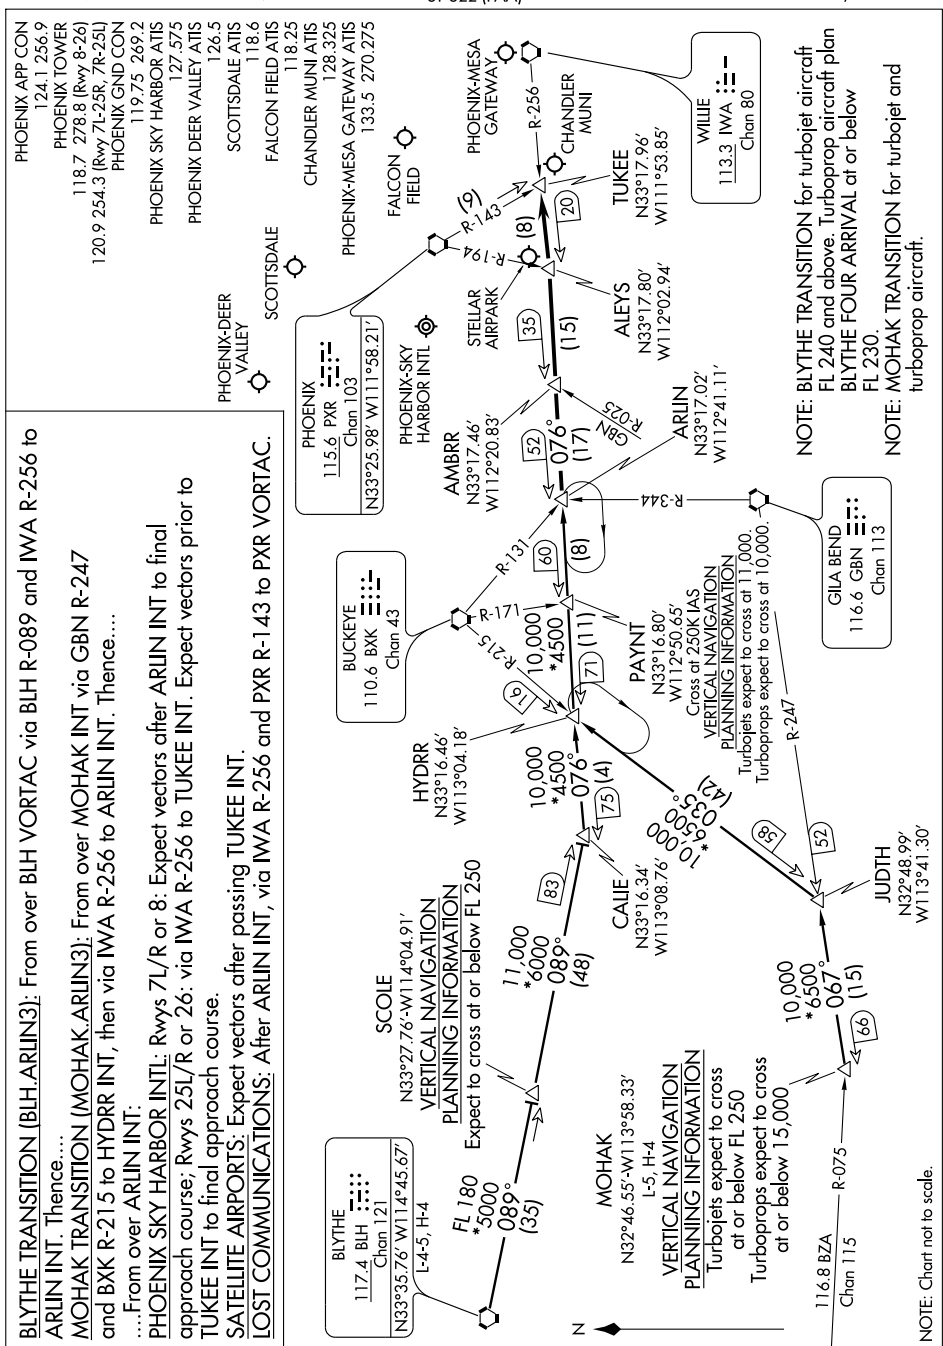 SL-322 (FAA)
BLYTHE TRANSITION (BLH.ARLIN3): From over BLH VORTAC via BLH R-089 and IWA R-256 to
ARLIN INT. Thence....
MOHAK TRANSITION (MOHAK.ARLIN3): From over MOHAK INT via GBN R-247
and BXK R-215 to HYDRR INT, then via IWA R-256 to ARLIN INT. Thence....
....From over ARLIN INT:
PHOENIX SKY HARBOR INTL: Rwys 7L/R or 8: Expect vectors after ARLIN INT to final
approach course; Rwys 25L/R or 26: via IWA R-256 to TUKEE INT. Expect vectors prior to
TUKEE INT to final approach course.
SATELLITE AIRPORTS: Expect vectors after passing TUKEE INT.
LOST COMMUNICATIONS: After ARLIN INT, via IWA R-256 and PXR R-143 to PXR VORTAC.
PHOENIX APP CON
124.1 256.9
PHOENIX TOWER
118.7 278.8 (Rwy 8-26)
120.9 254.3 (Rwy 7L-25R, 7R-25L)
PHOENIX GND CON
119.75 269.2
PHOENIX SKY HARBOR ATIS
127.575
PHOENIX DEER VALLEY ATIS
126.5
SCOTTSDALE ATIS
118.6
FALCON FIELD ATIS
118.25
CHANDLER MUNI ATIS
128.325
PHOENIX-MESA GATEWAY ATIS
133.5 270.275
PHOENIX-DEER
VALLEY
SCOTTSDALE
PHOENIX
115.6 PXR
Chan 103
N33°25.98' W111°58.21'
PHOENIX-SKY
HARBOR INTL
FALCON
FIELD
STELLAR
AIRPARK
R-194
R-143
(9)
PHOENIX-MESA
GATEWAY
R-256
CHANDLER
MUNI
WILLIE
113.3 IWA
Chan 80
BUCKEYE
110.6 BXK
Chan 43
R-215
R-171
R-131
16
AMBRR
N33°17.46'
W112°20.83'
TUKEE
N33°17.96'
W111°53.85'
ALEYS
N33°17.80'
W112°02.94'
ARLIN
N33°17.02'
W112°41.11'
(8)
20
35
(15)
52
076°
(17)
GBN
R-025
60
(8)
10,000
*4500
(11)
71
HYDRR
N33°16.46'
W113°04.18'
10,000
*4500
076°
(4)
75
PAYNT
N33°16.80'
W112°50.65'
Cross at 250K IAS
VERTICAL NAVIGATION
PLANNING INFORMATION
Turbojets expect to cross at 11,000.
Turboprops expect to cross at 10,000.
R-344
GILA BEND
116.6 GBN
Chan 113
R-247
CALIE
N33°16.34'
W113°08.76'
83
11,000
*6000
089°
(48)
SCOLE
N33°27.76'-W114°04.91'
VERTICAL NAVIGATION
PLANNING INFORMATION
Expect to cross at or below FL 250
BLYTHE
117.4 BLH
Chan 121
N33°35.76' W114°45.67'
L-4-5, H-4
FL 180
*5000
089°
(35)
10,000
*6500
035°
(42)
58
52
JUDTH
N32°48.99'
W113°41.30'
10,000
*6500
067°
(15)
66
MOHAK
N32°46.55'-W113°58.33'
L-5, H-4
VERTICAL NAVIGATION
PLANNING INFORMATION
Turbojets expect to cross
at or below FL 250
Turboprops expect to cross
at or below 15,000
R-075
116.8 BZA
Chan 115
N
NOTE: BLYTHE TRANSITION for turbojet aircraft
FL 240 and above. Turboprop aircraft plan
BLYTHE FOUR ARRIVAL at or below
FL 230.
NOTE: MOHAK TRANSITION for turbojet and
turboprop aircraft.
NOTE: Chart not to scale.